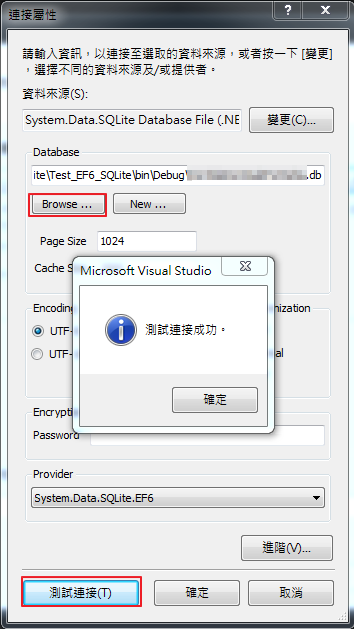 連接屬性
請輸入資訊，以連接至選取的資料來源，或者按一下 [變更]
，選擇不同的資料來源及/或提供者。
資料來源(S):
System.Data.SQLite Database File (.NE
變更(C)...
Database
ite\Test_EF6_SQLite\bin\Debug\
.db
Browse ...
New ...
Page Size
1024
Cache S
Microsoft Visual Studio
測試連接成功。
確定
Encoding
nization
UTF-
UTF-
al
Encrypti
Password
Provider
System.Data.SQLite.EF6
進階(V)...
測試連接(T)
確定
取消